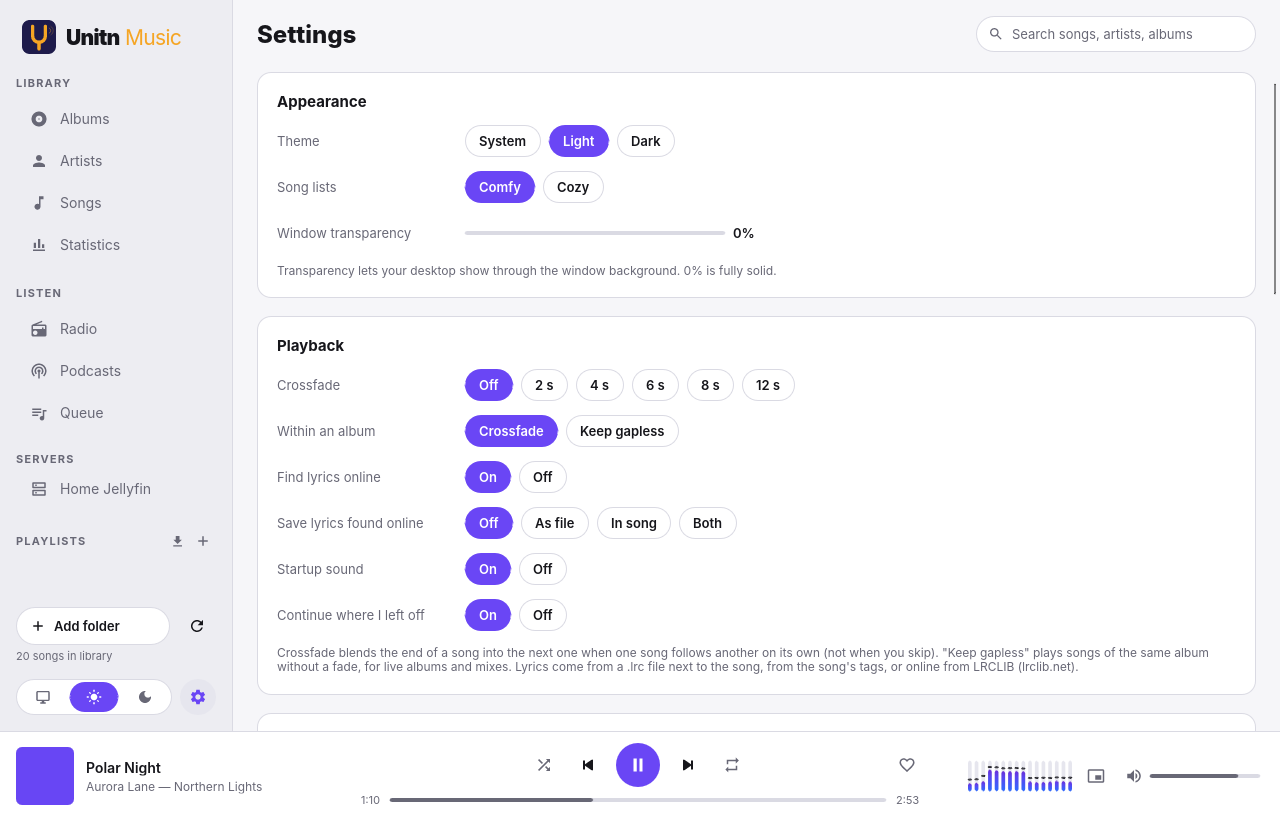 Unitn Music
LIBRARY
Albums
Artists
Songs
Statistics
LISTEN
Radio
Podcasts
Queue
SERVERS
Home Jellyfin
PLAYLISTS
Add folder
20 songs in library
Settings
Search songs, artists, albums
Appearance
Theme System Light Dark
Song lists Comfy Cozy
Window transparency 0%
Transparency lets your desktop show through the window background. 0% is fully solid.
Playback
Crossfade Off 2 s 4 s 6 s 8 s 12 s
Within an album Crossfade Keep gapless
Find lyrics online On Off
Save lyrics found online Off As file In song Both
Startup sound On Off
Continue where I left off On Off
Crossfade blends the end of a song into the next one when one song follows another on its own (not when you skip). "Keep gapless" plays songs of the same album
without a fade, for live albums and mixes. Lyrics come from a .lrc file next to the song, from the song's tags, or online from LRCLIB (lrclib.net).
Polar Night
Aurora Lane — Northern Lights
1:10 2:53